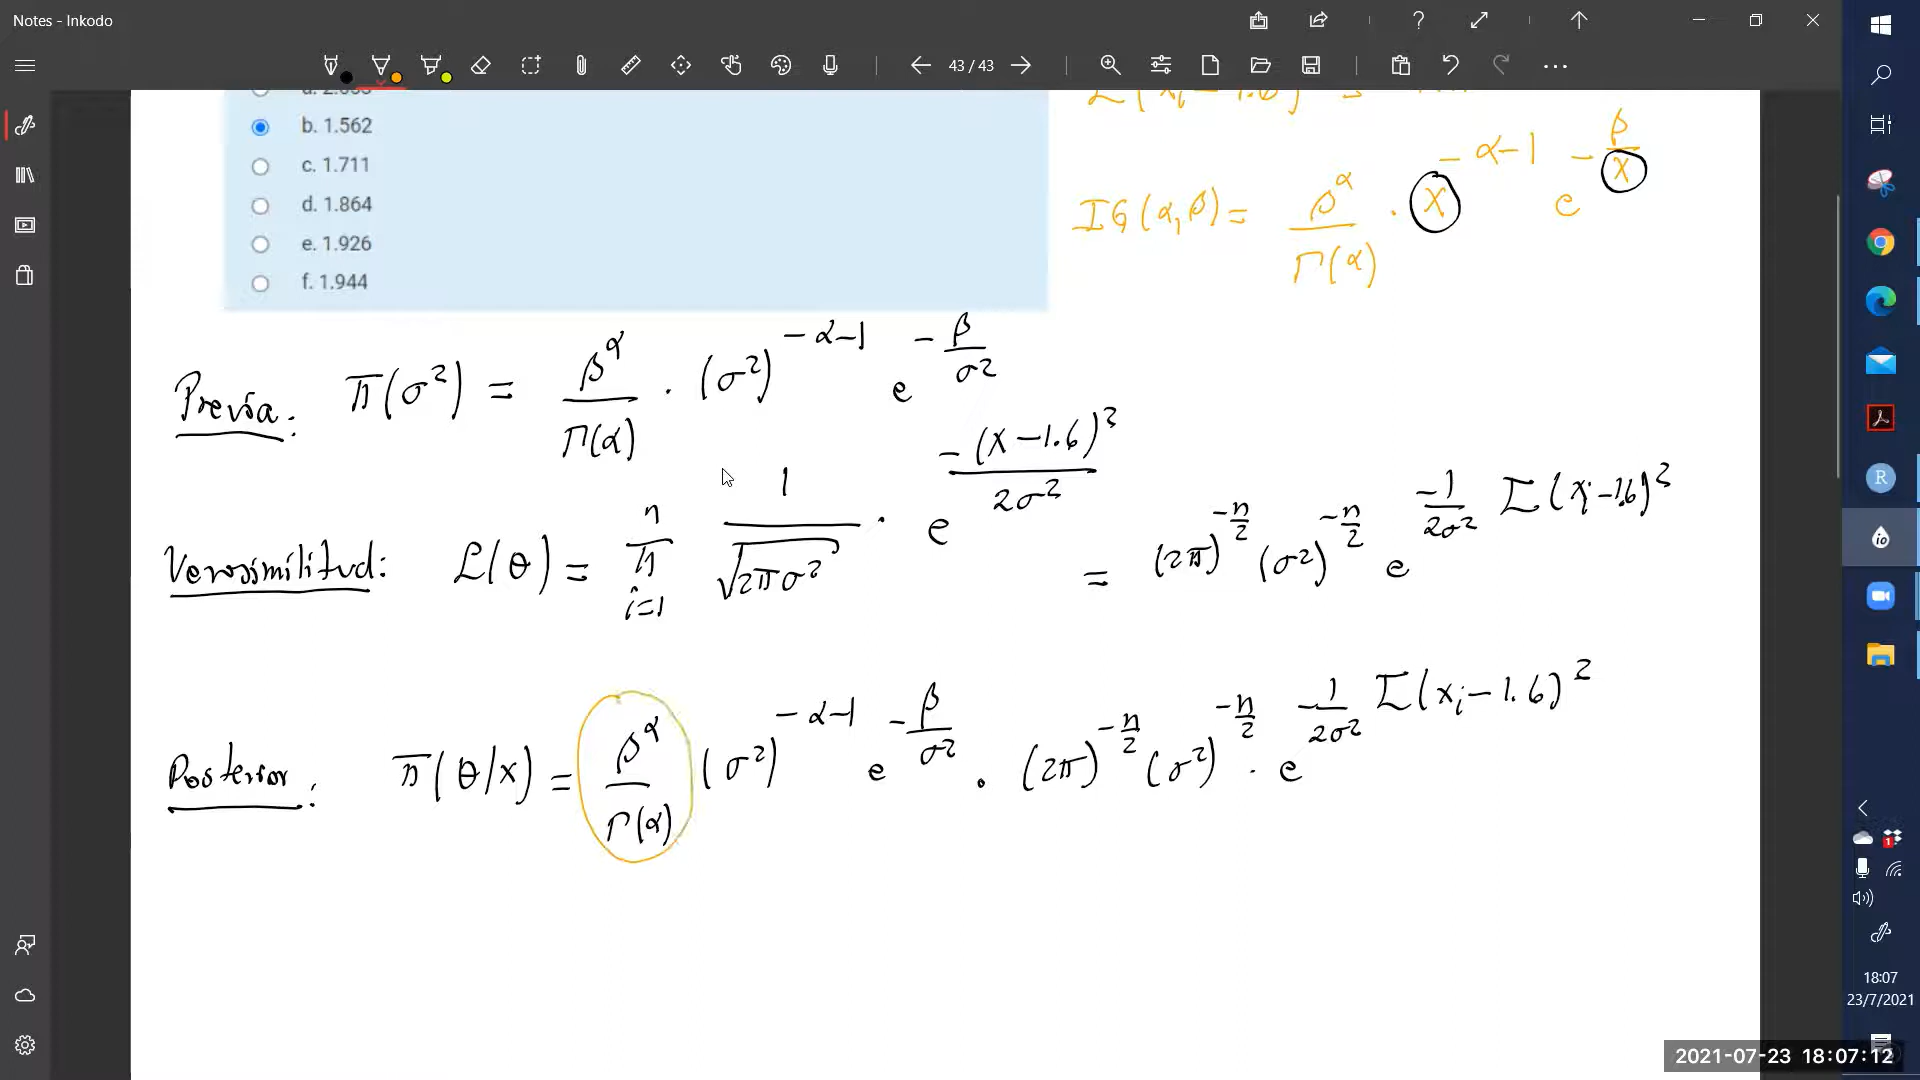 Notes - Inkodo
43 / 43
b. 1.562
c. 1.711
d. 1.864
e. 1.926
f. 1.944
IG(α,β) = β^α / Γ(α) · x^(-α-1) e^(-β/x)
Previa: π(σ²) = β^α / Γ(α) · (σ²)^(-α-1) e^(-β/σ²)
Verosimilitud: L(θ) = π_{i=1}^{n} 1/√(2πσ²) · e^(-(x-1.6)²/2σ²) = (2π)^(-n/2) (σ²)^(-n/2) e^(-1/2σ² Σ(xi-1.6)²)
Posterior: π(θ/x) = β^α / Γ(α) (σ²)^(-α-1) e^(-β/σ²) · (2π)^(-n/2) (σ²)^(-n/2) · e^(-1/2σ² Σ(xi-1.6)²)
18:07
23/7/2021
2021-07-23 18:07:12